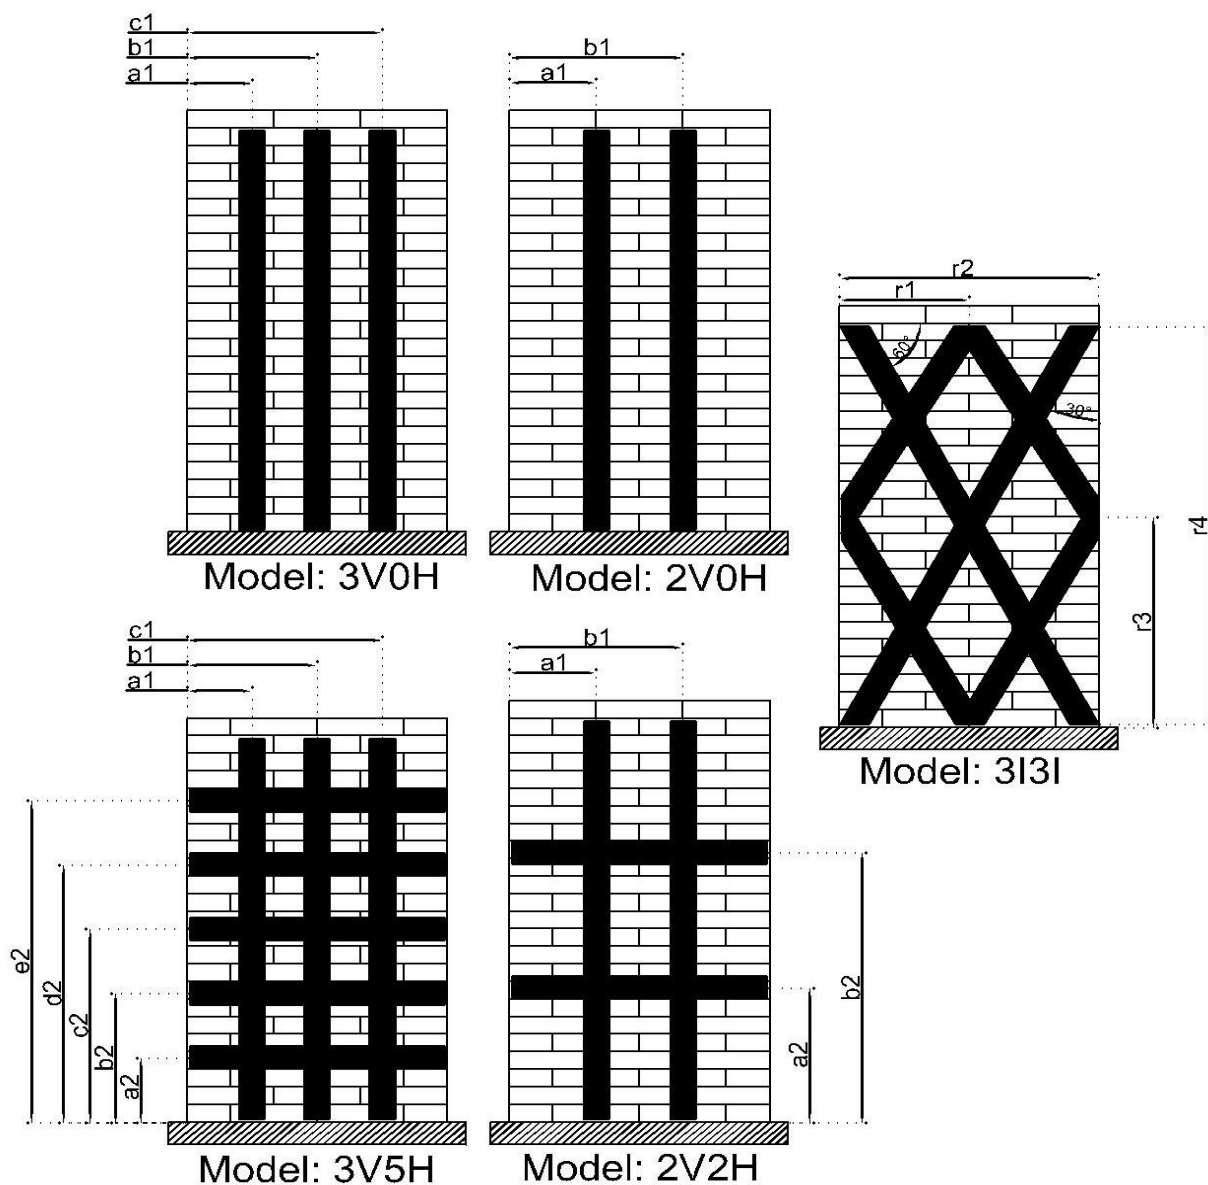 c1
b1
a1
b1
a1
Model: 3V0H
Model: 2V0H
r2
r1
60°
30°
r4
r3
Model: 3I3I
c1
b1
a1
e2
d2
c2
b2
a2
Model: 3V5H
b1
a1
b2
a2
Model: 2V2H